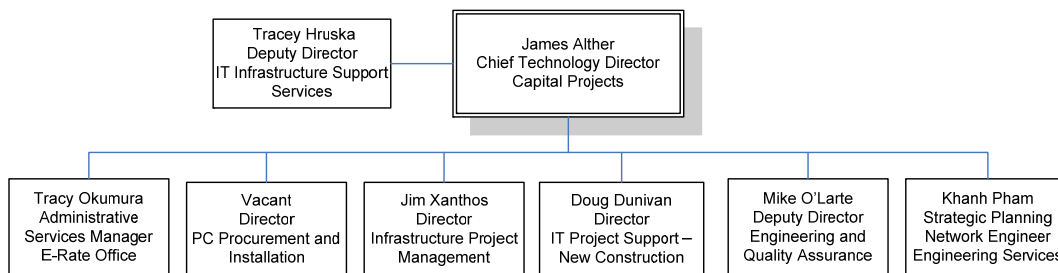 Tracey Hruska
Deputy Director
IT Infrastructure Support
Services
James Alther
Chief Technology Director
Capital Projects
Tracy Okumura
Administrative
Services Manager
E-Rate Office
Vacant
Director
PC Procurement and
Installation
Jim Xanthos
Director
Infrastructure Project
Management
Doug Dunivan
Director
IT Project Support –
New Construction
Mike O'Larte
Deputy Director
Engineering and
Quality Assurance
Khanh Pham
Strategic Planning
Network Engineer
Engineering Services